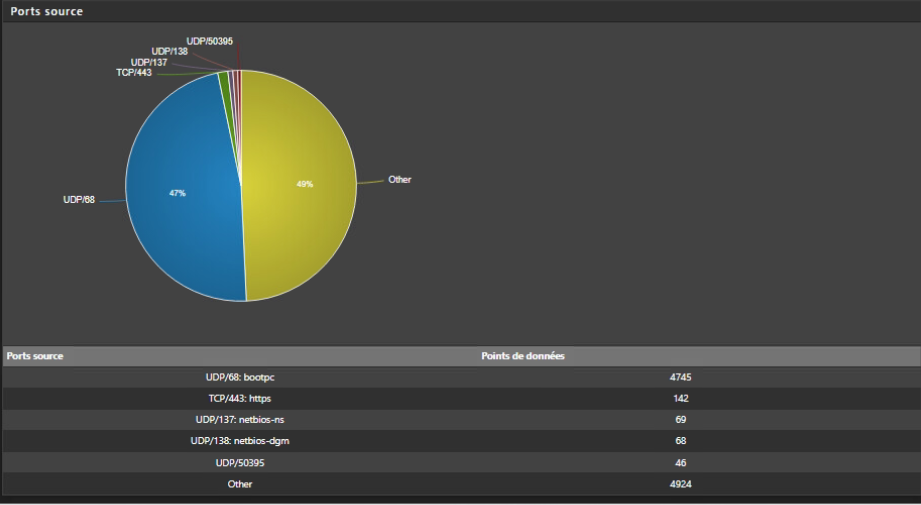 Ports source
UDP/50395
UDP/138
UDP/137
TCP/443
49%
Other
47%
UDP/68
Ports source Points de données
UDP/68: bootpc 4745
TCP/443: https 142
UDP/137: netbios-ns 69
UDP/138: netbios-dgm 68
UDP/50395 46
Other 4924